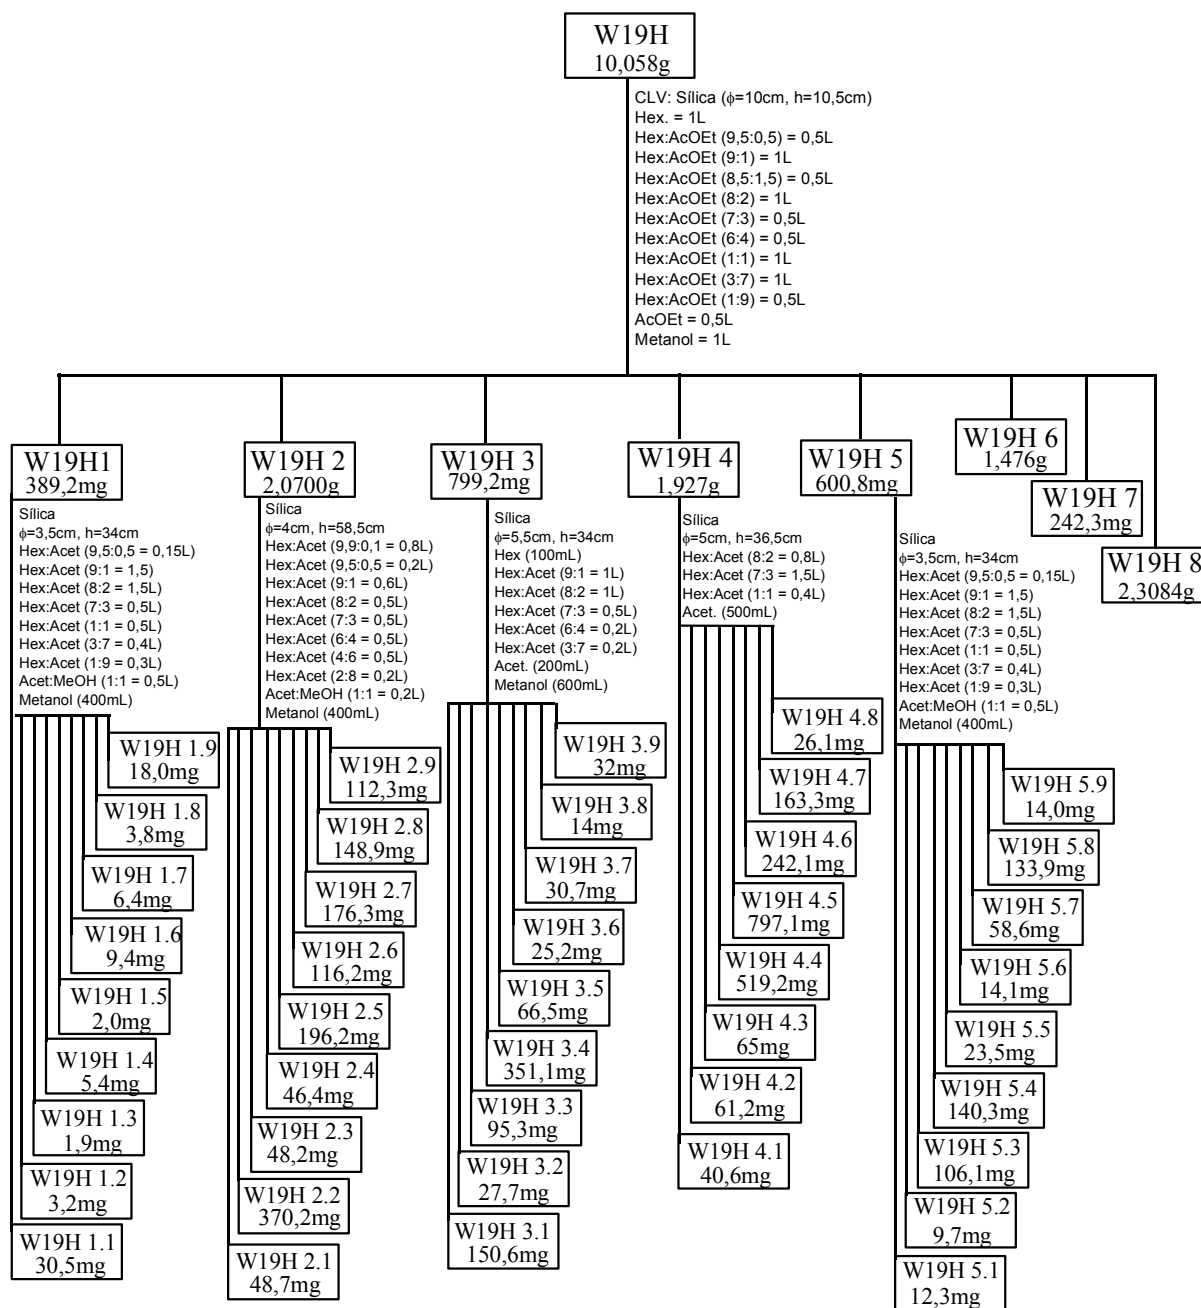 W19H
10,058g
CLV: Sílica (ϕ=10cm, h=10,5cm)
Hex. = 1L
Hex:AcOEt (9,5:0,5) = 0,5L
Hex:AcOEt (9:1) = 1L
Hex:AcOEt (8,5:1,5) = 0,5L
Hex:AcOEt (8:2) = 1L
Hex:AcOEt (7:3) = 0,5L
Hex:AcOEt (6:4) = 0,5L
Hex:AcOEt (1:1) = 1L
Hex:AcOEt (3:7) = 1L
Hex:AcOEt (1:9) = 0,5L
AcOEt = 0,5L
Metanol = 1L
W19H1
389,2mg
Sílica
ϕ=3,5cm, h=34cm
Hex:Acet (9,5:0,5 = 0,15L)
Hex:Acet (9:1 = 1,5)
Hex:Acet (8:2 = 1,5L)
Hex:Acet (7:3 = 0,5L)
Hex:Acet (1:1 = 0,5L)
Hex:Acet (3:7 = 0,4L)
Hex:Acet (1:9 = 0,3L)
Acet:MeOH (1:1 = 0,5L)
Metanol (400mL)
W19H 1.9
18,0mg
W19H 1.8
3,8mg
W19H 1.7
6,4mg
W19H 1.6
9,4mg
W19H 1.5
2,0mg
W19H 1.4
5,4mg
W19H 1.3
1,9mg
W19H 1.2
3,2mg
W19H 1.1
30,5mg
W19H 2
2,0700g
Sílica
ϕ=4cm, h=58,5cm
Hex:Acet (9,9:0,1 = 0,8L)
Hex:Acet (9,5:0,5 = 0,2L)
Hex:Acet (9:1 = 0,6L)
Hex:Acet (8:2 = 0,5L)
Hex:Acet (7:3 = 0,5L)
Hex:Acet (6:4 = 0,5L)
Hex:Acet (4:6 = 0,5L)
Hex:Acet (2:8 = 0,2L)
Acet:MeOH (1:1 = 0,2L)
Metanol (400mL)
W19H 2.9
112,3mg
W19H 2.8
148,9mg
W19H 2.7
176,3mg
W19H 2.6
116,2mg
W19H 2.5
196,2mg
W19H 2.4
46,4mg
W19H 2.3
48,2mg
W19H 2.2
370,2mg
W19H 2.1
48,7mg
W19H 3
799,2mg
Sílica
ϕ=5,5cm, h=34cm
Hex (100mL)
Hex:Acet (9:1 = 1L)
Hex:Acet (8:2 = 1L)
Hex:Acet (7:3 = 0,5L)
Hex:Acet (6:4 = 0,2L)
Hex:Acet (3:7 = 0,2L)
Acet. (200mL)
Metanol (600mL)
W19H 3.9
32mg
W19H 3.8
14mg
W19H 3.7
30,7mg
W19H 3.6
25,2mg
W19H 3.5
66,5mg
W19H 3.4
351,1mg
W19H 3.3
95,3mg
W19H 3.2
27,7mg
W19H 3.1
150,6mg
W19H 4
1,927g
Sílica
ϕ=5cm, h=36,5cm
Hex:Acet (8:2 = 0,8L)
Hex:Acet (7:3 = 1,5L)
Hex:Acet (1:1 = 0,4L)
Acet. (500mL)
W19H 4.8
26,1mg
W19H 4.7
163,3mg
W19H 4.6
242,1mg
W19H 4.5
797,1mg
W19H 4.4
519,2mg
W19H 4.3
65mg
W19H 4.2
61,2mg
W19H 4.1
40,6mg
W19H 5
600,8mg
Sílica
ϕ=3,5cm, h=34cm
Hex:Acet (9,5:0,5 = 0,15L)
Hex:Acet (9:1 = 1,5)
Hex:Acet (8:2 = 1,5L)
Hex:Acet (7:3 = 0,5L)
Hex:Acet (1:1 = 0,5L)
Hex:Acet (3:7 = 0,4L)
Hex:Acet (1:9 = 0,3L)
Acet:MeOH (1:1 = 0,5L)
Metanol (400mL)
W19H 5.9
14,0mg
W19H 5.8
133,9mg
W19H 5.7
58,6mg
W19H 5.6
14,1mg
W19H 5.5
23,5mg
W19H 5.4
140,3mg
W19H 5.3
106,1mg
W19H 5.2
9,7mg
W19H 5.1
12,3mg
W19H 6
1,476g
W19H 7
242,3mg
W19H 8
2,3084g